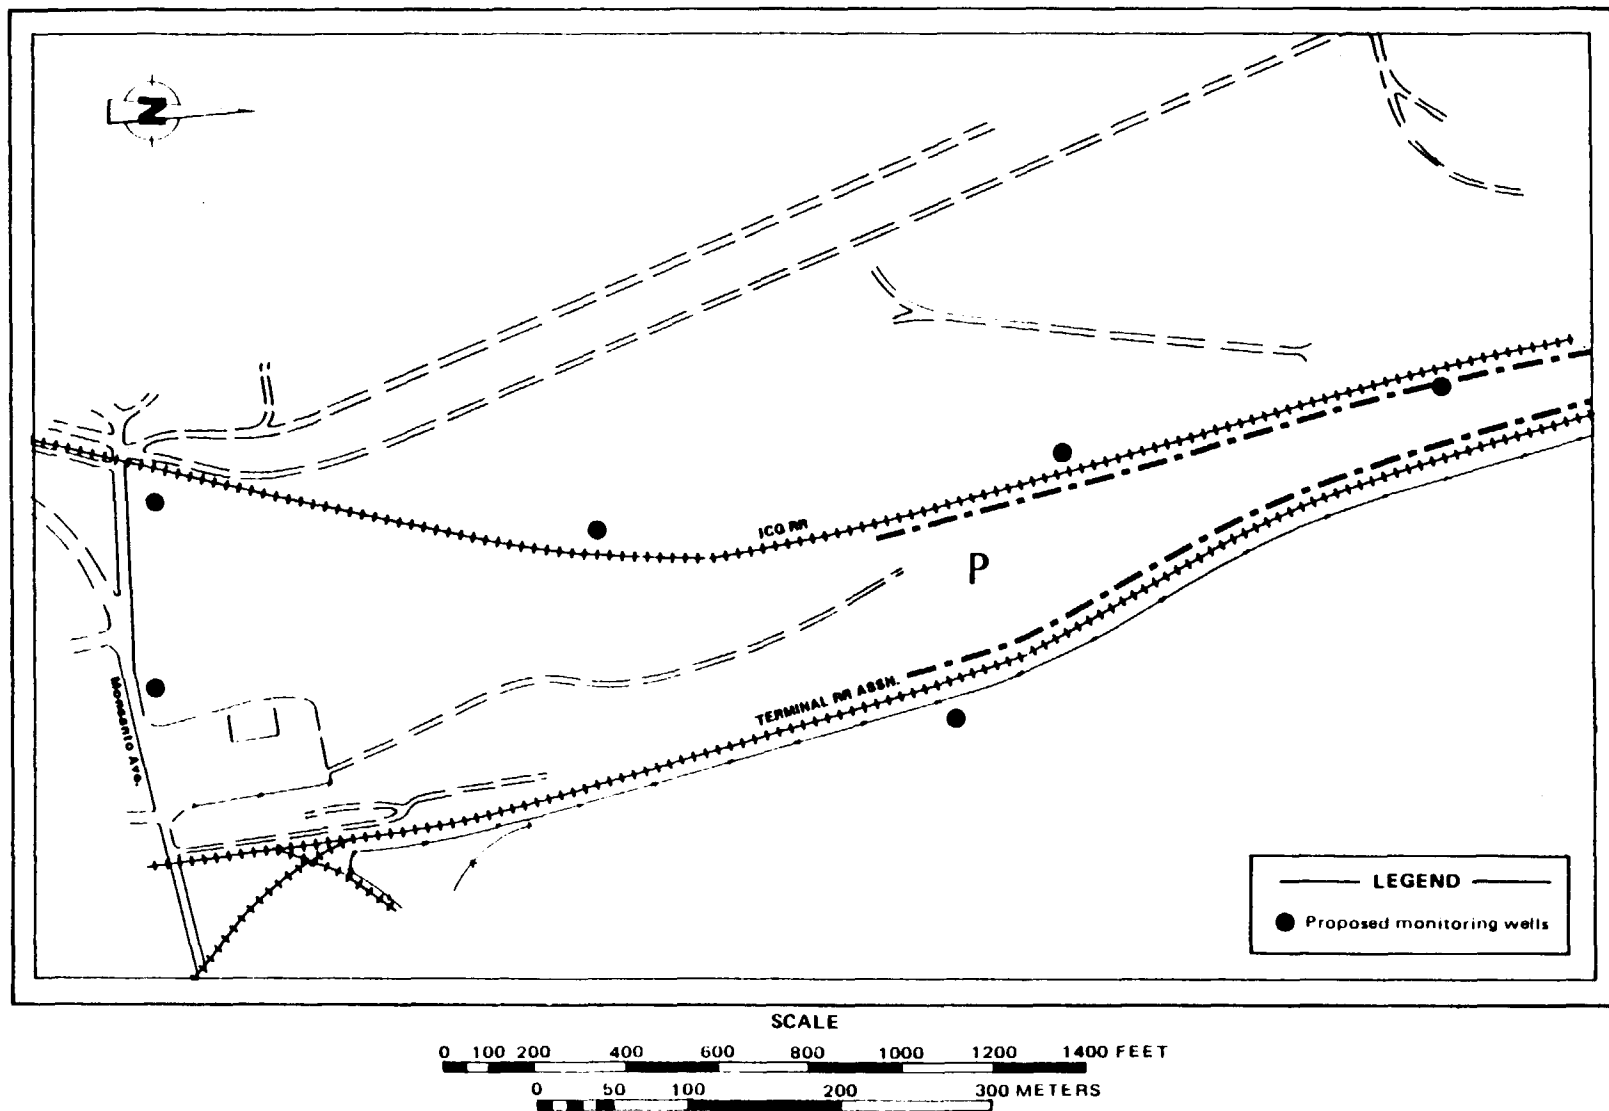 N
ICG RR
P
TERMINAL RR ASSN.
Monsanto Ave.
LEGEND
Proposed monitoring wells
SCALE
0 100 200 400 600 800 1000 1200 1400 FEET
0 50 100 200 300 METERS